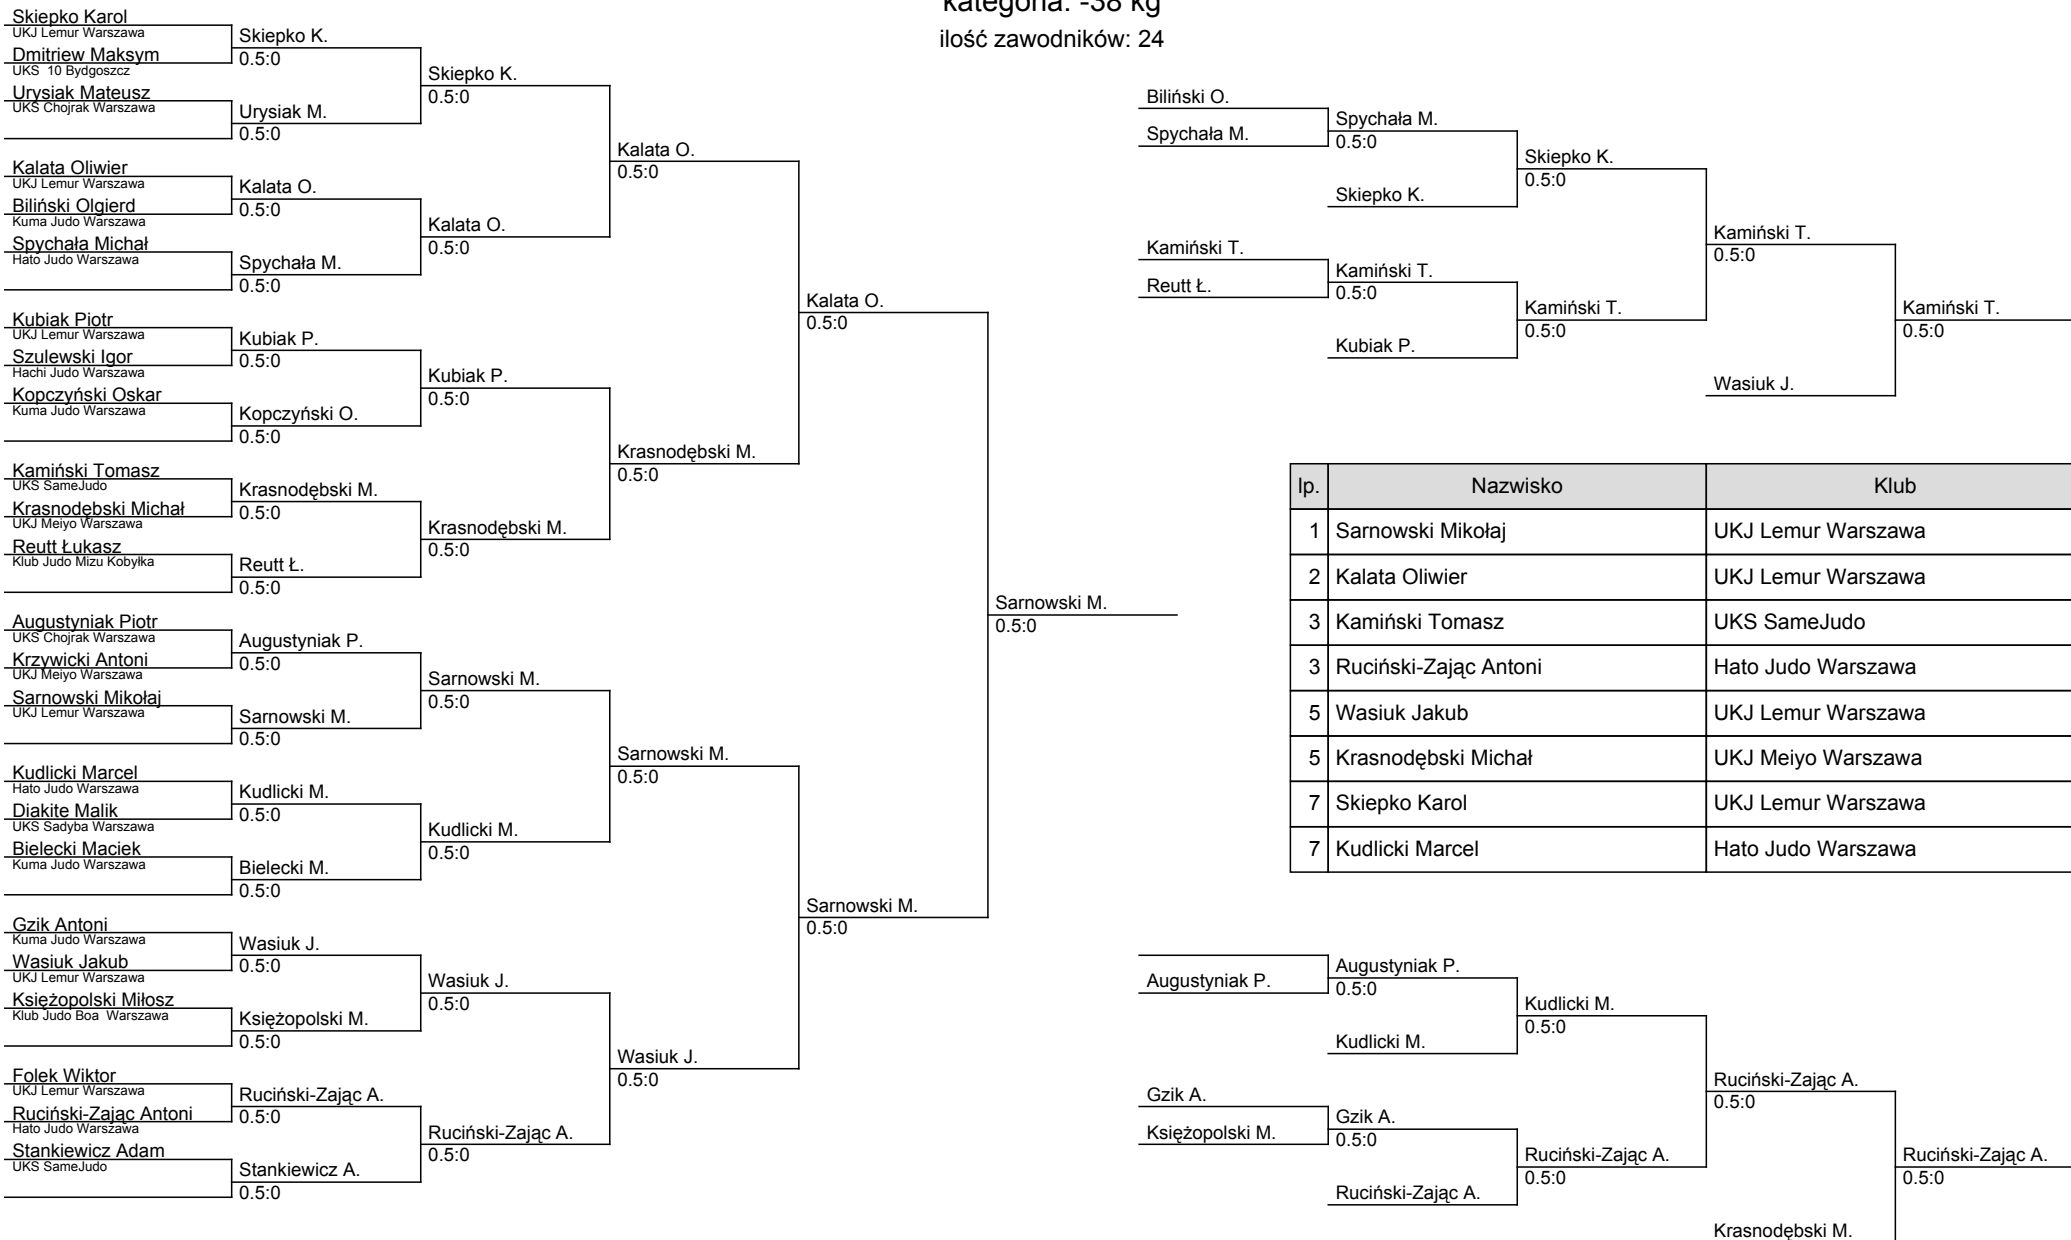 kategoria: -38 kg
ilość zawodników: 24
Skiepko Karol
UKJ Lemur Warszawa
Dmitriew Maksym
UKS 10 Bydgoszcz
Urysiak Mateusz
UKS Chojrak Warszawa
Kalata Oliwier
UKJ Lemur Warszawa
Biliński Olgierd
Kuma Judo Warszawa
Spychała Michał
Hato Judo Warszawa
Kubiak Piotr
UKJ Lemur Warszawa
Szulewski Igor
Hachi Judo Warszawa
Kopczyński Oskar
Kuma Judo Warszawa
Kamiński Tomasz
UKS SameJudo
Krasnodębski Michał
UKJ Meiyo Warszawa
Reutt Łukasz
Klub Judo Mizu Kobyłka
Augustyniak Piotr
UKS Chojrak Warszawa
Krzywicki Antoni
UKJ Meiyo Warszawa
Sarnowski Mikołaj
UKJ Lemur Warszawa
Kudlicki Marcel
Hato Judo Warszawa
Diakite Malik
UKS Sadyba Warszawa
Bielecki Maciek
Kuma Judo Warszawa
Gzik Antoni
Kuma Judo Warszawa
Wasiuk Jakub
UKJ Lemur Warszawa
Księżopolski Miłosz
Klub Judo Boa Warszawa
Folek Wiktor
UKJ Lemur Warszawa
Ruciński-Zając Antoni
Hato Judo Warszawa
Stankiewicz Adam
UKS SameJudo
Skiepko K.
0.5:0
Urysiak M.
0.5:0
Kalata O.
0.5:0
Spychała M.
0.5:0
Kubiak P.
0.5:0
Kopczyński O.
0.5:0
Krasnodębski M.
0.5:0
Reutt Ł.
0.5:0
Augustyniak P.
0.5:0
Sarnowski M.
0.5:0
Kudlicki M.
0.5:0
Bielecki M.
0.5:0
Wasiuk J.
0.5:0
Księżopolski M.
0.5:0
Ruciński-Zając A.
0.5:0
Stankiewicz A.
0.5:0
Skiepko K.
0.5:0
Kalata O.
0.5:0
Kubiak P.
0.5:0
Krasnodębski M.
0.5:0
Sarnowski M.
0.5:0
Kudlicki M.
0.5:0
Wasiuk J.
0.5:0
Ruciński-Zając A.
0.5:0
Kalata O.
0.5:0
Krasnodębski M.
0.5:0
Sarnowski M.
0.5:0
Wasiuk J.
0.5:0
Kalata O.
0.5:0
Sarnowski M.
0.5:0
Sarnowski M.
0.5:0
Biliński O.
Spychała M.
Kamiński T.
Reutt Ł.
Spychała M.
0.5:0
Skiepko K.
Kamiński T.
0.5:0
Kubiak P.
Skiepko K.
0.5:0
Kamiński T.
0.5:0
Kamiński T.
0.5:0
Wasiuk J.
Kamiński T.
0.5:0
lp. Nazwisko Klub
1 Sarnowski Mikołaj UKJ Lemur Warszawa
2 Kalata Oliwier UKJ Lemur Warszawa
3 Kamiński Tomasz UKS SameJudo
3 Ruciński-Zając Antoni Hato Judo Warszawa
5 Wasiuk Jakub UKJ Lemur Warszawa
5 Krasnodębski Michał UKJ Meiyo Warszawa
7 Skiepko Karol UKJ Lemur Warszawa
7 Kudlicki Marcel Hato Judo Warszawa
Augustyniak P.
Gzik A.
Księżopolski M.
Augustyniak P.
0.5:0
Kudlicki M.
Gzik A.
0.5:0
Ruciński-Zając A.
Kudlicki M.
0.5:0
Ruciński-Zając A.
0.5:0
Ruciński-Zając A.
0.5:0
Krasnodębski M.
Ruciński-Zając A.
0.5:0